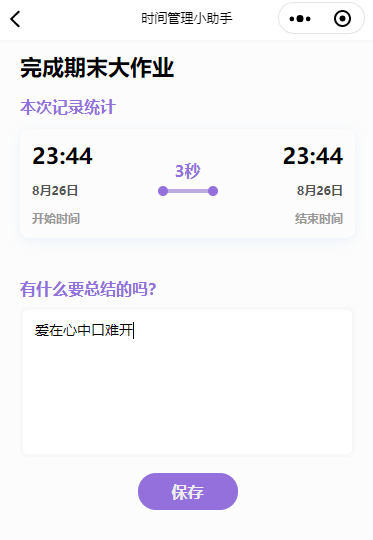 时间管理小助手
完成期末大作业
本次记录统计
23:44 3秒 23:44
8月26日 8月26日
开始时间 结束时间
有什么要总结的吗?
爱在心中口难开
保存